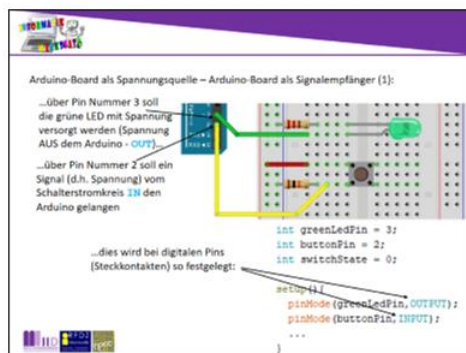 Arduino-Board als Spannungsquelle – Arduino-Board als Signalempfänger (1):
...über Pin Nummer 3 soll
die grüne LED mit Spannung
versorgt werden (Spannung
AUS dem Arduino - OUT)...
...über Pin Nummer 2 soll ein
Signal (d.h. Spannung) vom
Schalterstromkreis IN den
Arduino gelangen
int greenLedPin = 3;
int buttonPin = 2;
int switchState = 0;
...dies wird bei digitalen Pins
(Steckkontakten) so festgelegt:
setup(){
pinMode(greenLedPin,OUTPUT);
pinMode(buttonPin,INPUT);
...
}